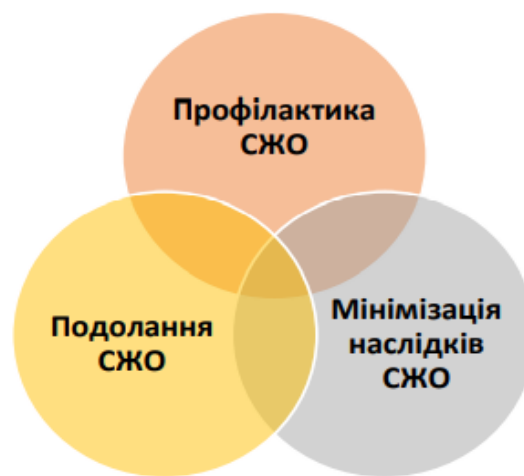 Профілактика
СЖО
Подолання
СЖО
Мінімізація
наслідків
СЖО